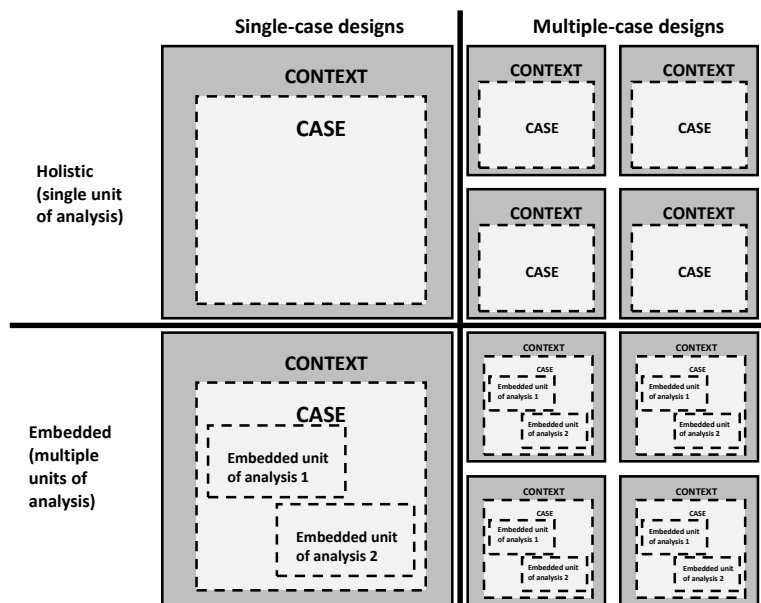 Single-case designs
Multiple-case designs
Holistic
(single unit
of analysis)
CONTEXT
CASE
CONTEXT
CASE
CONTEXT
CASE
CONTEXT
CASE
CONTEXT
CASE
Embedded
(multiple
units of
analysis)
CONTEXT
CASE
Embedded unit
of analysis 1
Embedded unit
of analysis 2
CONTEXT
CASE
Embedded unit
of analysis 1
Embedded unit
of analysis 2
CONTEXT
CASE
Embedded unit
of analysis 1
Embedded unit
of analysis 2
CONTEXT
CASE
Embedded unit
of analysis 1
Embedded unit
of analysis 2
CONTEXT
CASE
Embedded unit
of analysis 1
Embedded unit
of analysis 2